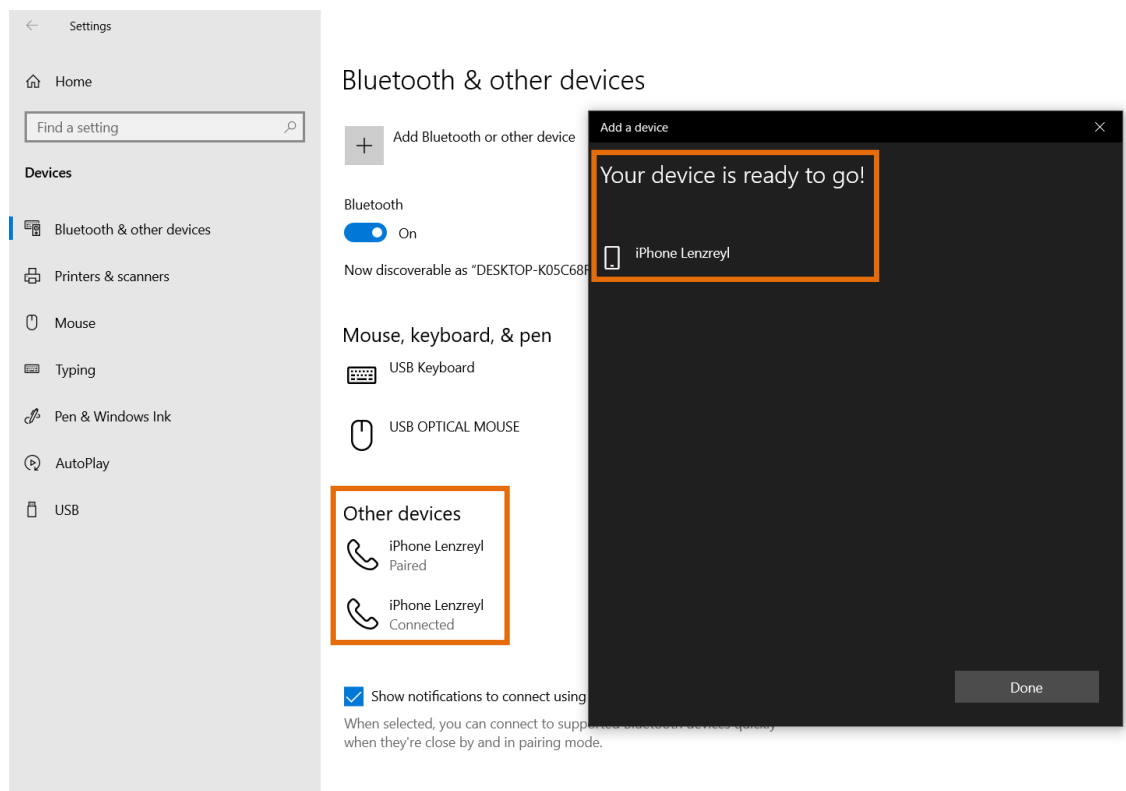 Settings
Home
Find a setting
Devices
Bluetooth & other devices
Printers & scanners
Mouse
Typing
Pen & Windows Ink
AutoPlay
USB
Bluetooth & other devices
Add Bluetooth or other device
Bluetooth
On
Now discoverable as “DESKTOP-K05C68
Mouse, keyboard, & pen
USB Keyboard
USB OPTICAL MOUSE
Other devices
iPhone Lenzreyl
Paired
iPhone Lenzreyl
Connected
Show notifications to connect using
When selected, you can connect to supported Bluetooth devices quickly
when they're close by and in pairing mode.
Add a device
Your device is ready to go!
iPhone Lenzreyl
Done